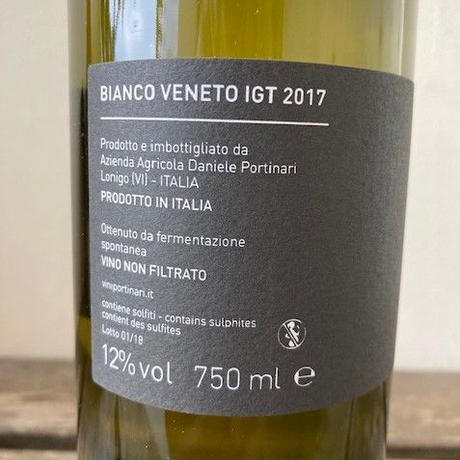 BIANCO VENETO IGT 2017
Prodotto e imbottigliato da
Azienda Agricola Daniele Portinari
Lonigo (VI) - ITALIA
PRODOTTO IN ITALIA
Ottenuto da fermentazione
spontanea
VINO NON FILTRATO
viniportinari.it
contiene solfiti - contains sulphites
contient des sulfites
Lotto 01/18
12% vol 750 ml e